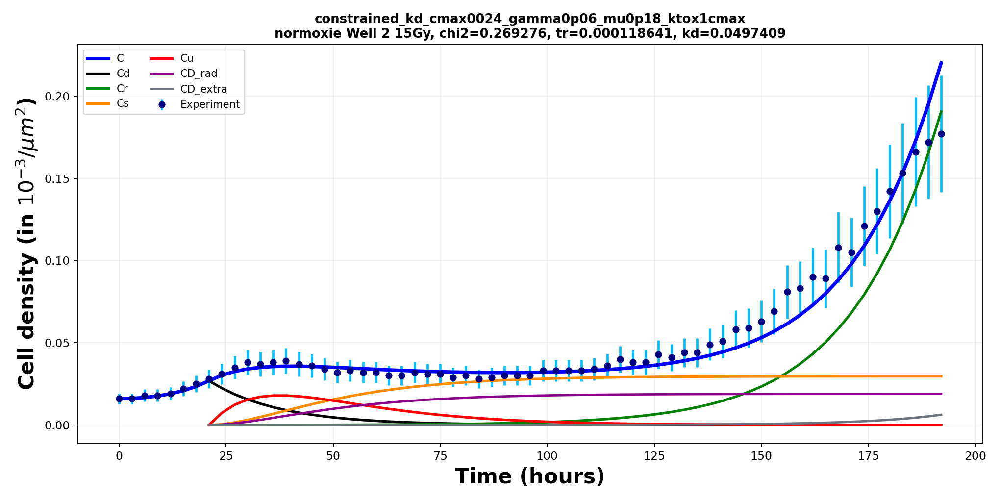 constrained_kd_cmax0024_gamma0p06_mu0p18_ktox1cmax
normoxie Well 2 15Gy, chi2=0.269276, tr=0.000118641, kd=0.0497409
C
Cd
Cr
Cs
Cu
CD_rad
CD_extra
Experiment
Cell density (in 10⁻³/μm²)
0.20
0.15
0.10
0.05
0.00
0
25
50
75
100
125
150
175
200
Time (hours)